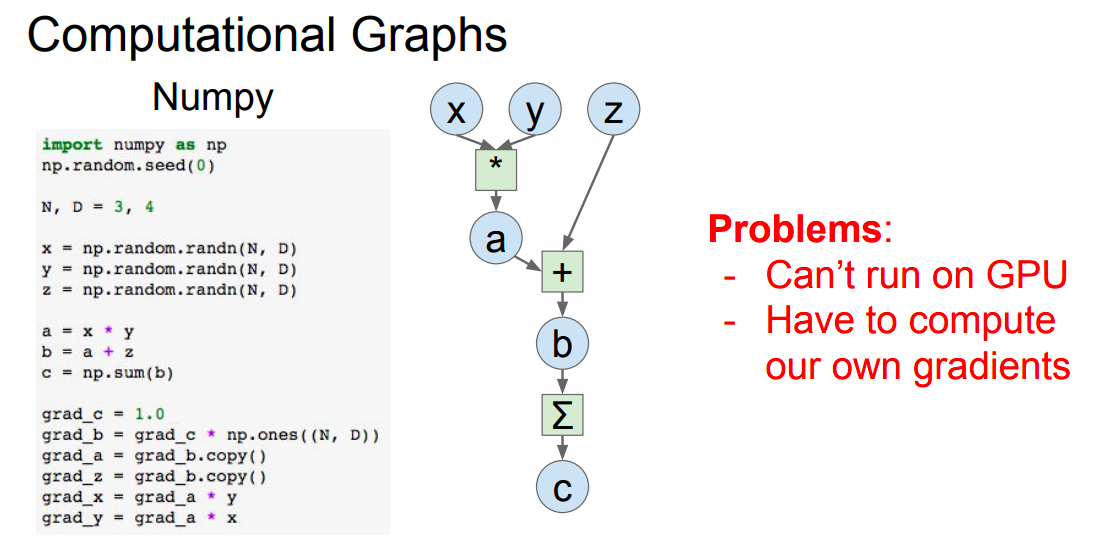 Computational Graphs
Numpy
import numpy as np
np.random.seed(0)
N, D = 3, 4
x = np.random.randn(N, D)
y = np.random.randn(N, D)
z = np.random.randn(N, D)
a = x * y
b = a + z
c = np.sum(b)
grad_c = 1.0
grad_b = grad_c * np.ones((N, D))
grad_a = grad_b.copy()
grad_z = grad_b.copy()
grad_x = grad_a * y
grad_y = grad_a * x
x y z
*
a
+
b
Σ
c
Problems:
- Can't run on GPU
- Have to compute
our own gradients